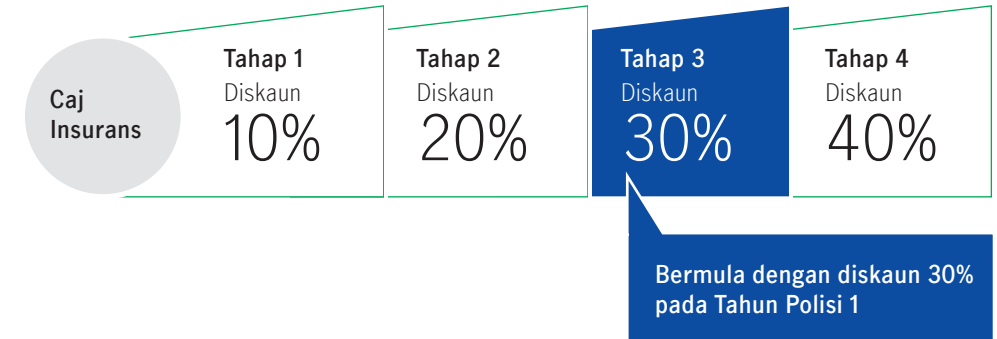 Caj
Insurans
Tahap 1
Diskaun
10%
Tahap 2
Diskaun
20%
Tahap 3
Diskaun
30%
Tahap 4
Diskaun
40%
Bermula dengan diskaun 30%
pada Tahun Polisi 1